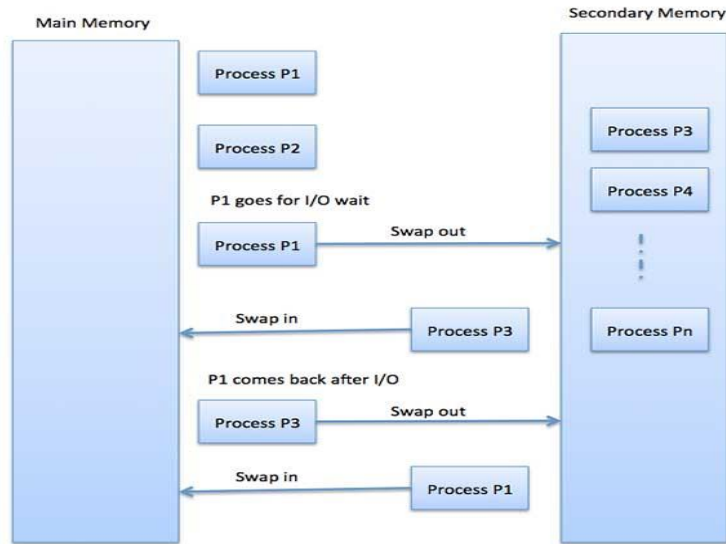 Main Memory
Secondary Memory
Process P1
Process P2
Process P3
Process P4
P1 goes for I/O wait
Process P1
Swap out
Swap in
Process P3
Process Pn
P1 comes back after I/O
Process P3
Swap out
Swap in
Process P1